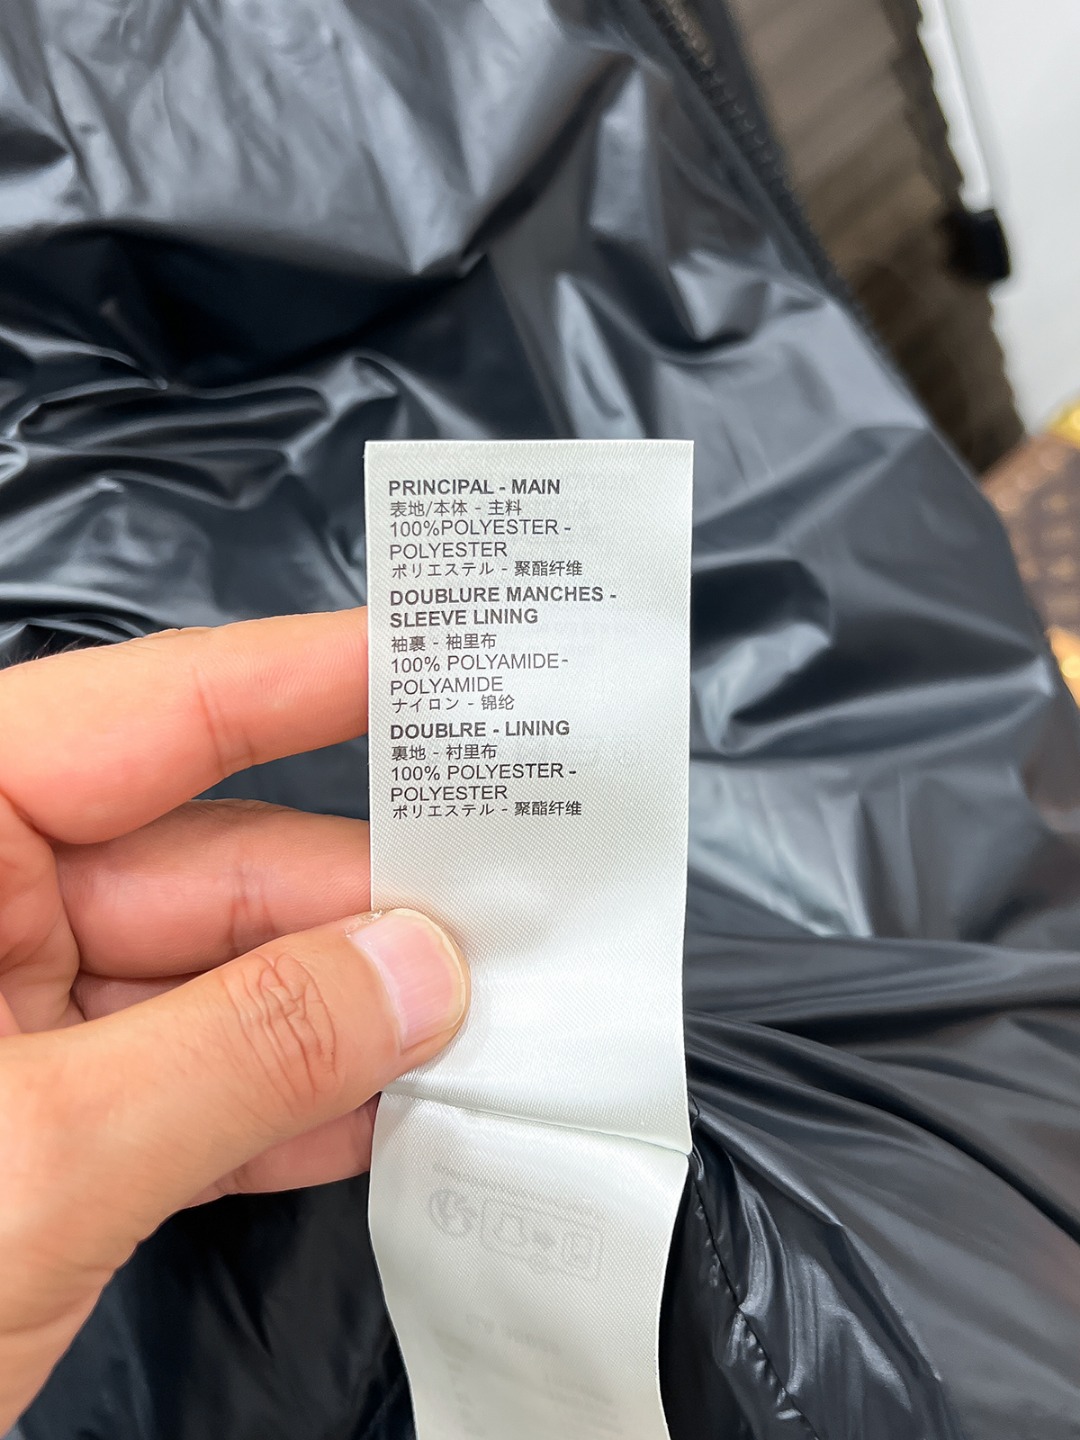 PRINCIPAL - MAIN
表地/本体 - 主料
100%POLYESTER -
POLYESTER
ポリエステル - 聚酯纤维
DOUBLURE MANCHES -
SLEEVE LINING
袖裏 - 袖里布
100% POLYAMIDE-
POLYAMIDE
ナイロン - 锦纶
DOUBLRE - LINING
裏地 - 衬里布
100% POLYESTER -
POLYESTER
ポリエステル - 聚酯纤维